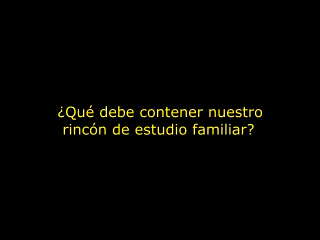 ¿Qué debe contener nuestro
rincón de estudio familiar?